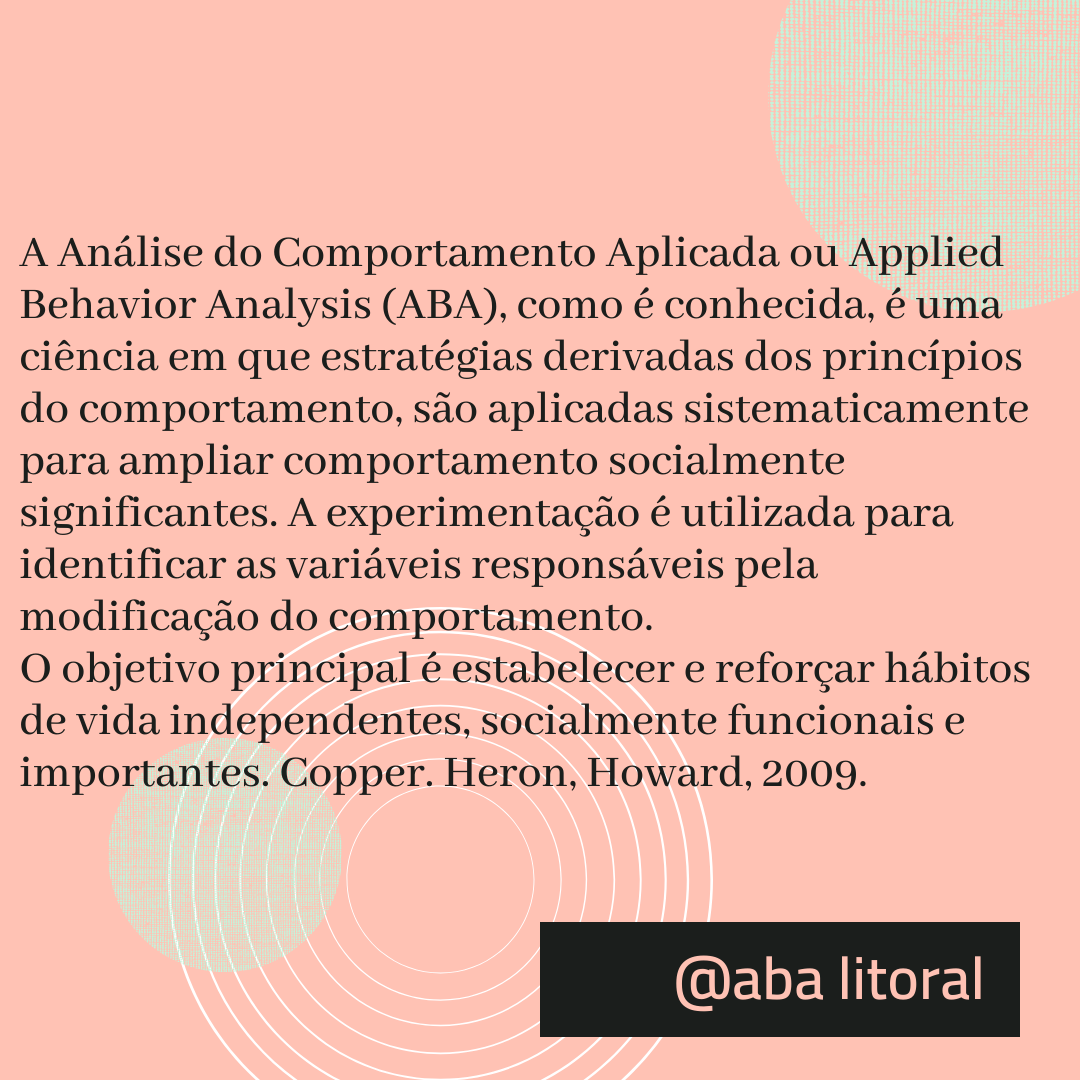 A Análise do Comportamento Aplicada ou Applied
Behavior Analysis (ABA), como é conhecida, é uma
ciência em que estratégias derivadas dos princípios
do comportamento, são aplicadas sistematicamente
para ampliar comportamento socialmente
significantes. A experimentação é utilizada para
identificar as variáveis responsáveis pela
modificação do comportamento.
O objetivo principal é estabelecer e reforçar hábitos
de vida independentes, socialmente funcionais e
importantes. Copper. Heron, Howard, 2009.
@aba litoral